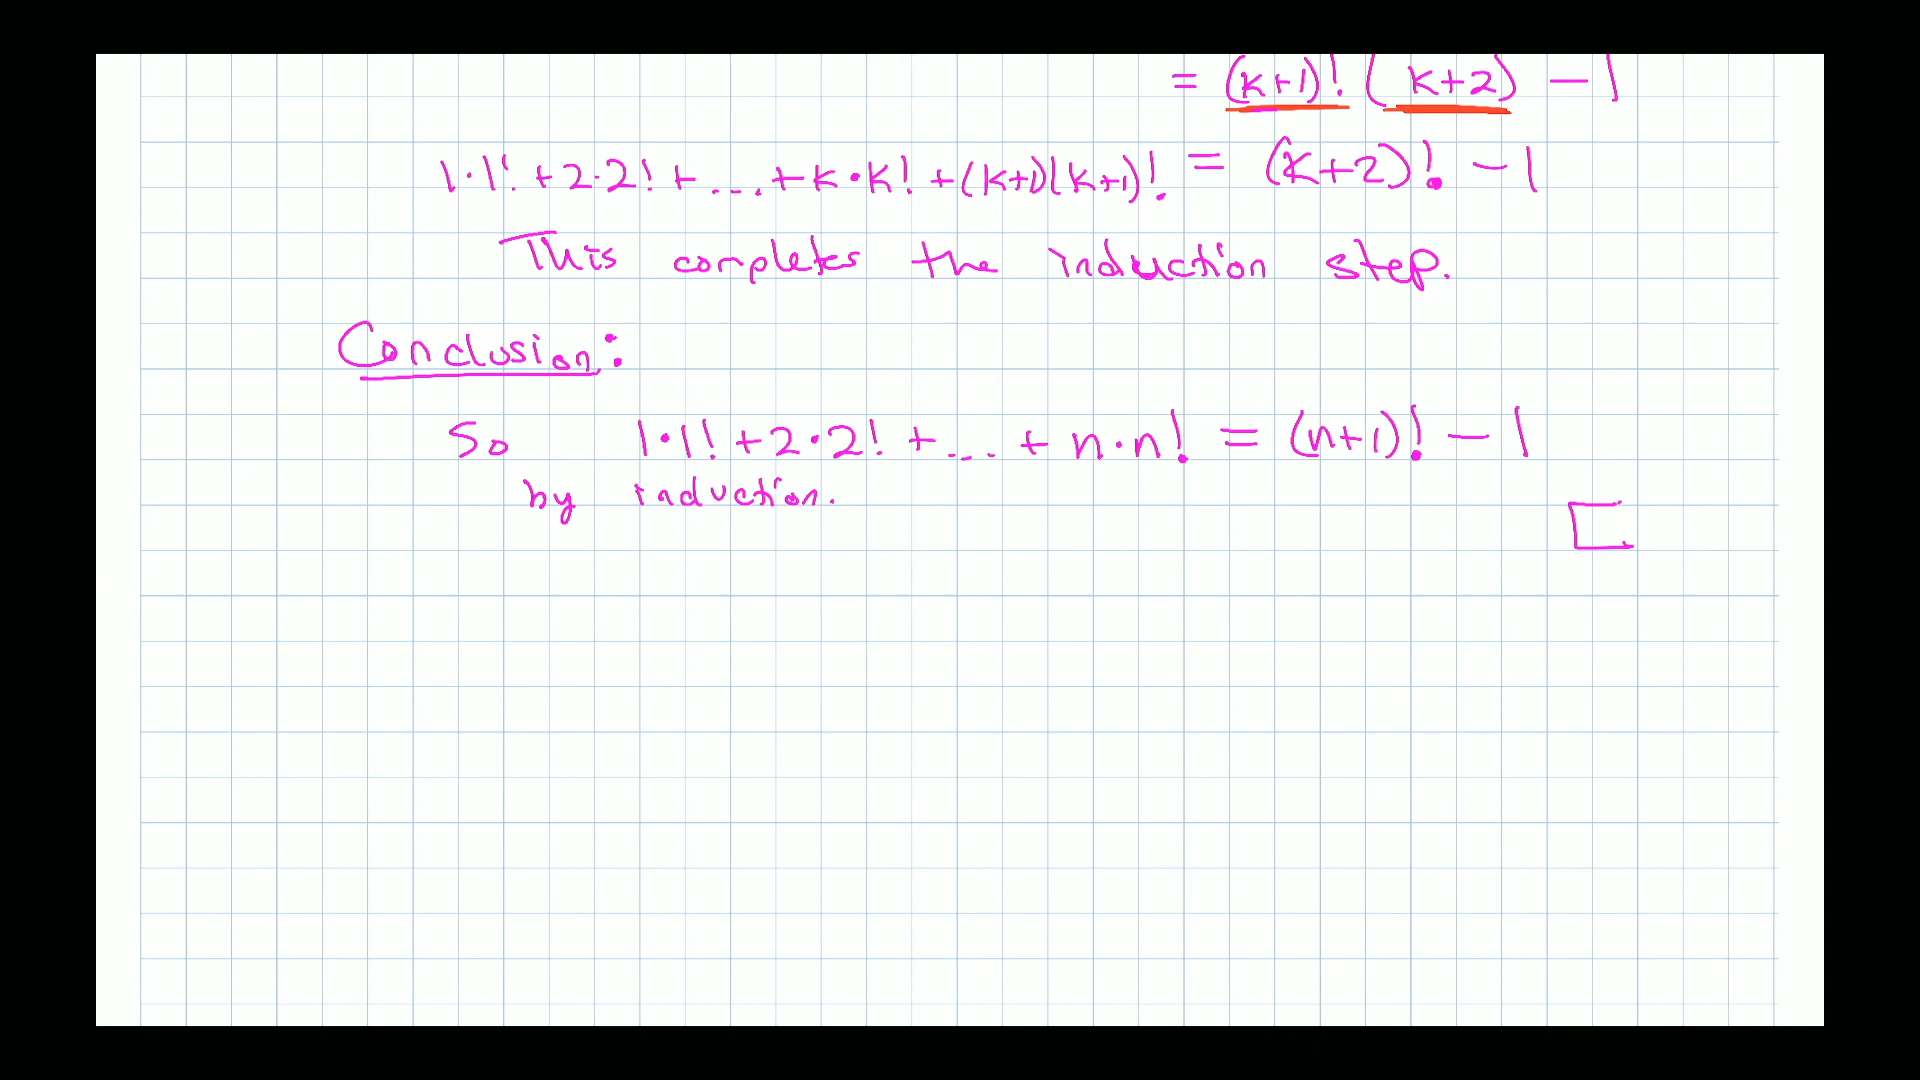 = (k+1)! (k+2) - 1
1·1! + 2·2! + ... + k·k! + (k+1)(k+1)! = (k+2)! - 1
This completes the induction step.
Conclusion:
So 1·1! + 2·2! + ... + n·n! = (n+1)! - 1
by induction.